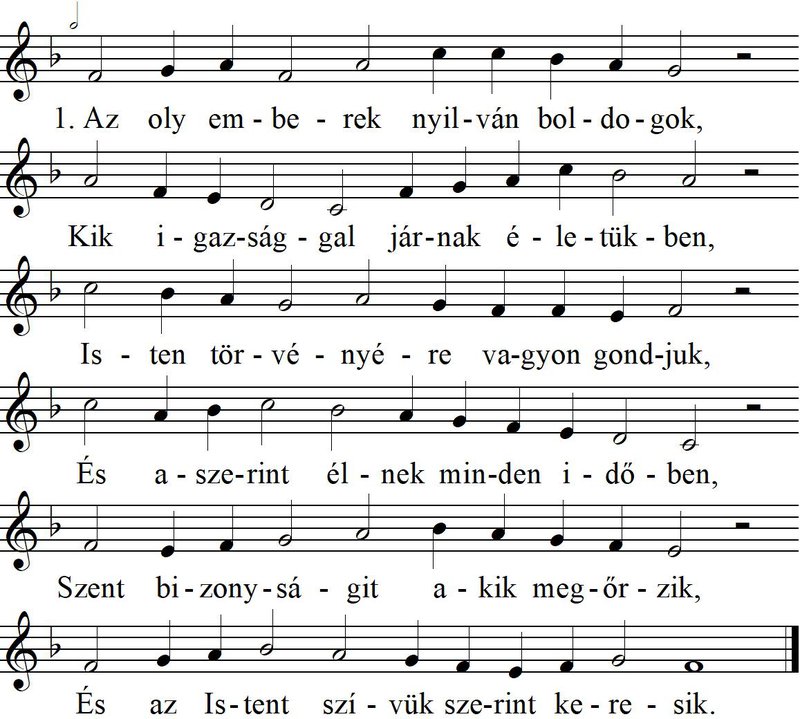 1. Az oly em - be - rek nyil - ván bol - do - gok,
Kik i - gaz - ság - gal jár - nak é - le - tük - ben,
Is - ten tör - vé - nyé - re va - gyon gond - juk,
És a - sze - rint él - nek min - den i - dő - ben,
Szent bi - zony - sá - git a - kik meg - őr - zik,
És az Is - tent szí - vük sze - rint ke - re - sik.